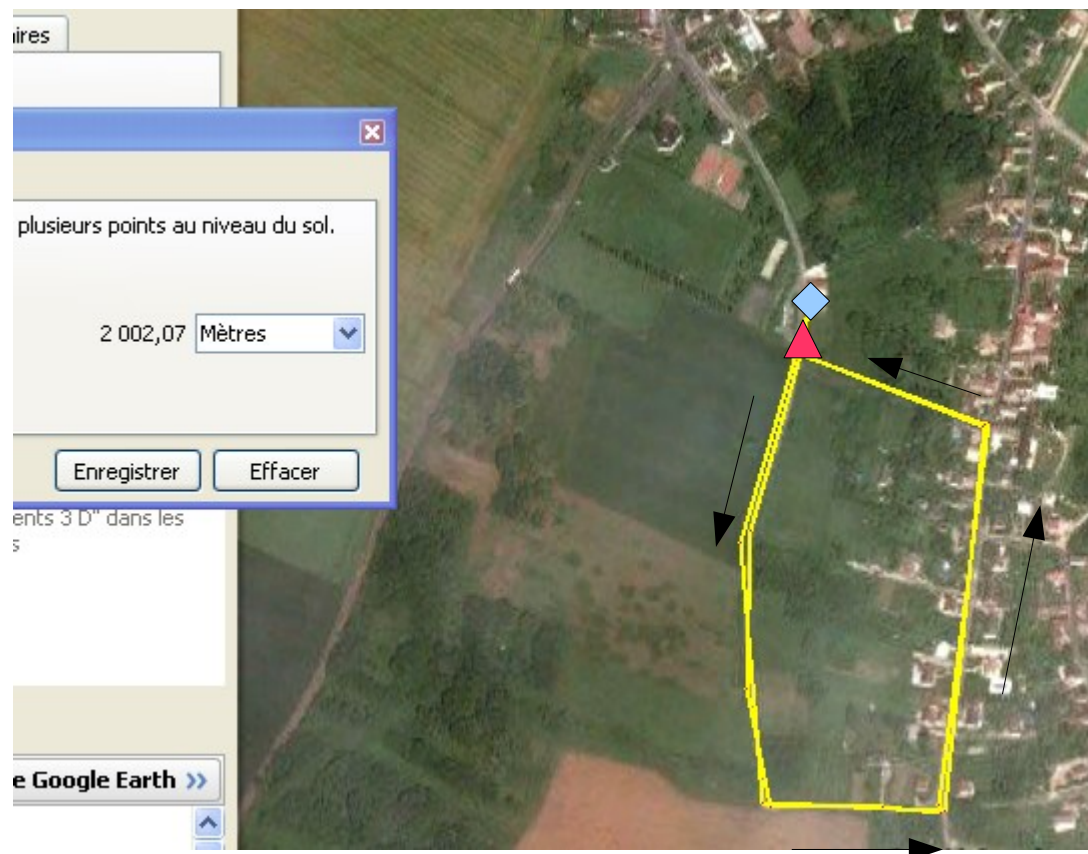 ires
plusieurs points au niveau du sol.
2 002,07 Mètres
Enregistrer Effacer
ents 3 D" dans les
s
e Google Earth »